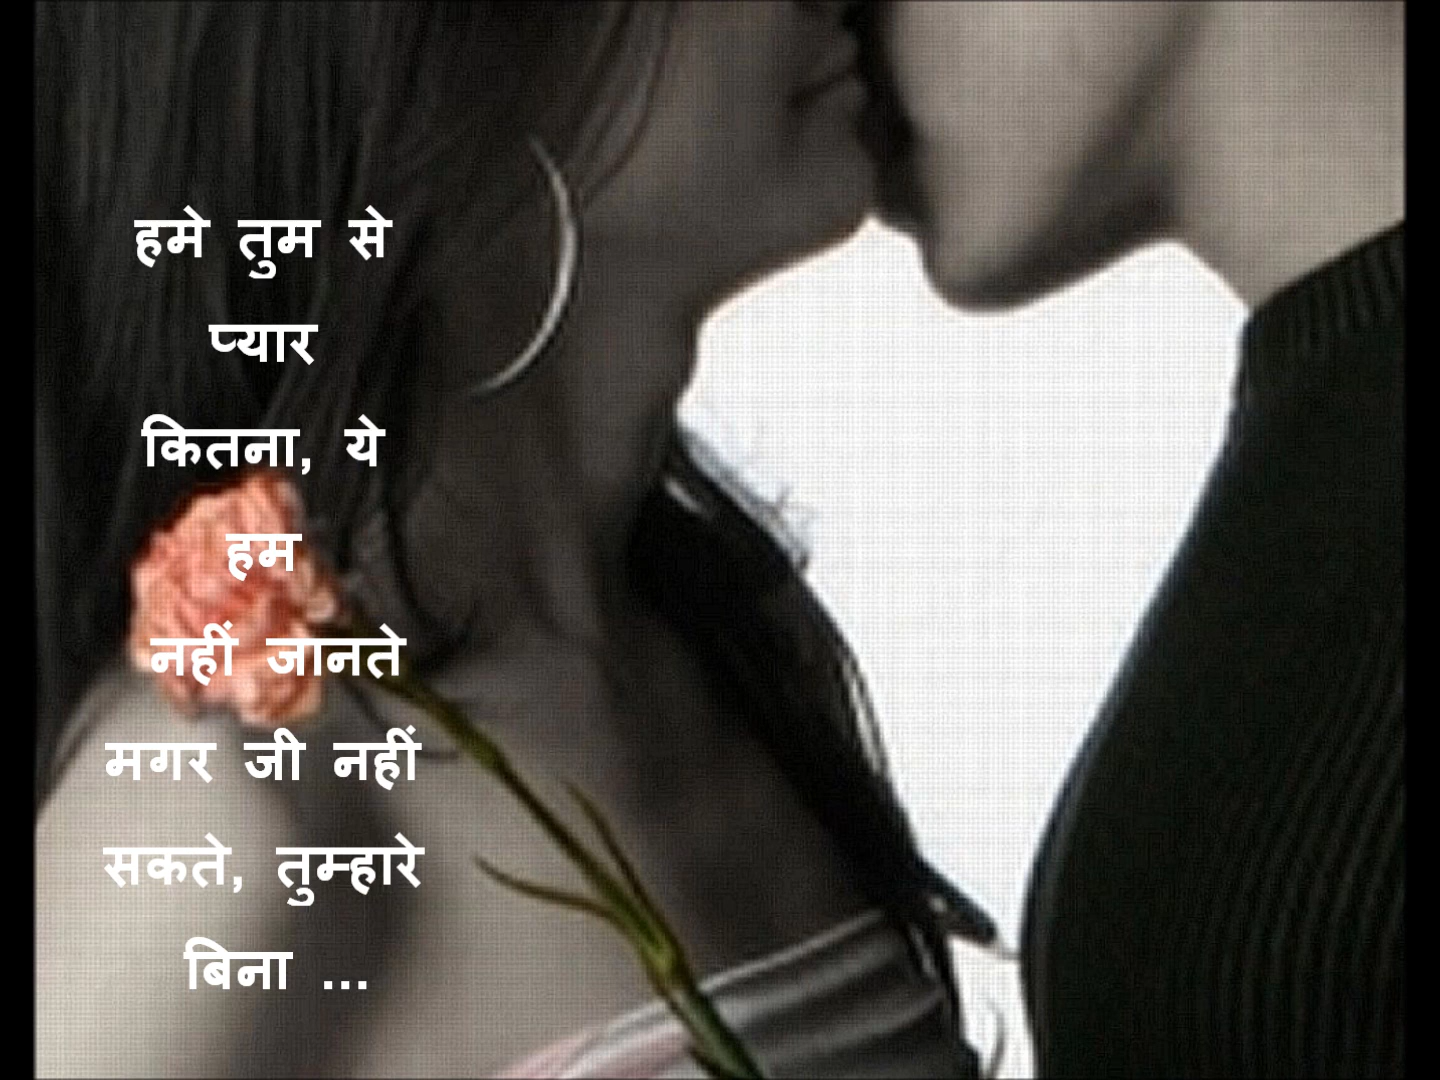 हमे तुम से
प्यार
कितना, ये
हम
नहीं जानते
मगर जी नहीं
सकते, तुम्हारे
बिना ...